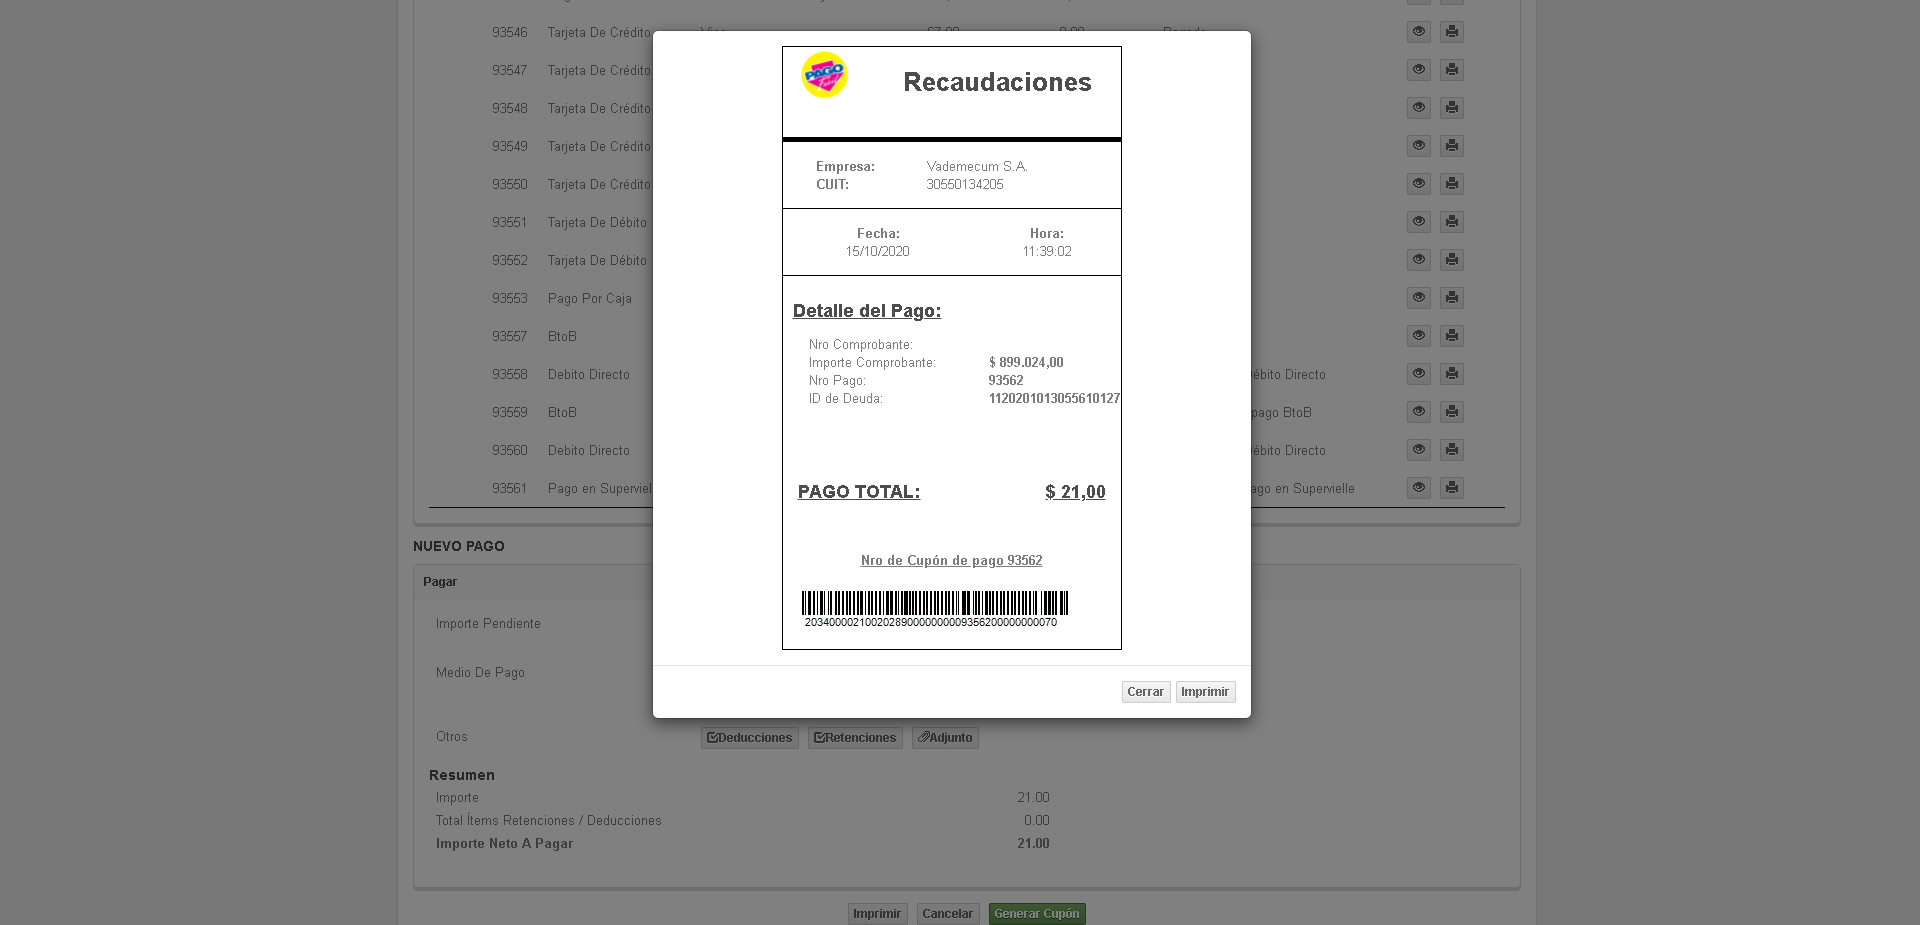 93546 Tarjeta De Crédito
93547 Tarjeta De Crédito
93548 Tarjeta De Crédito
93549 Tarjeta De Crédito
93550 Tarjeta De Crédito
93551 Tarjeta De Débito
93552 Tarjeta De Débito
93553 Pago Por Caja
93557 BtoB
93558 Debito Directo ébito Directo
93559 BtoB pago BtoB
93560 Debito Directo ébito Directo
93561 Pago en Superviel ago en Supervielle
PAGO
Recaudaciones
Empresa: Vademecum S.A.
CUIT: 30550134205
Fecha: Hora:
15/10/2020 11:39:02
Detalle del Pago:
Nro Comprobante:
Importe Comprobante: $ 899.024,00
Nro Pago: 93562
ID de Deuda: 1120201013055610127
PAGO TOTAL: $ 21,00
Nro de Cupón de pago 93562
Cerrar Imprimir
NUEVO PAGO
Pagar
Importe Pendiente
Medio De Pago
Otros Deducciones Retenciones Adjunto
Resumen
Importe 21.00
Total Ítems Retenciones / Deducciones 0.00
Importe Neto A Pagar 21.00
Imprimir Cancelar Generar Cupón